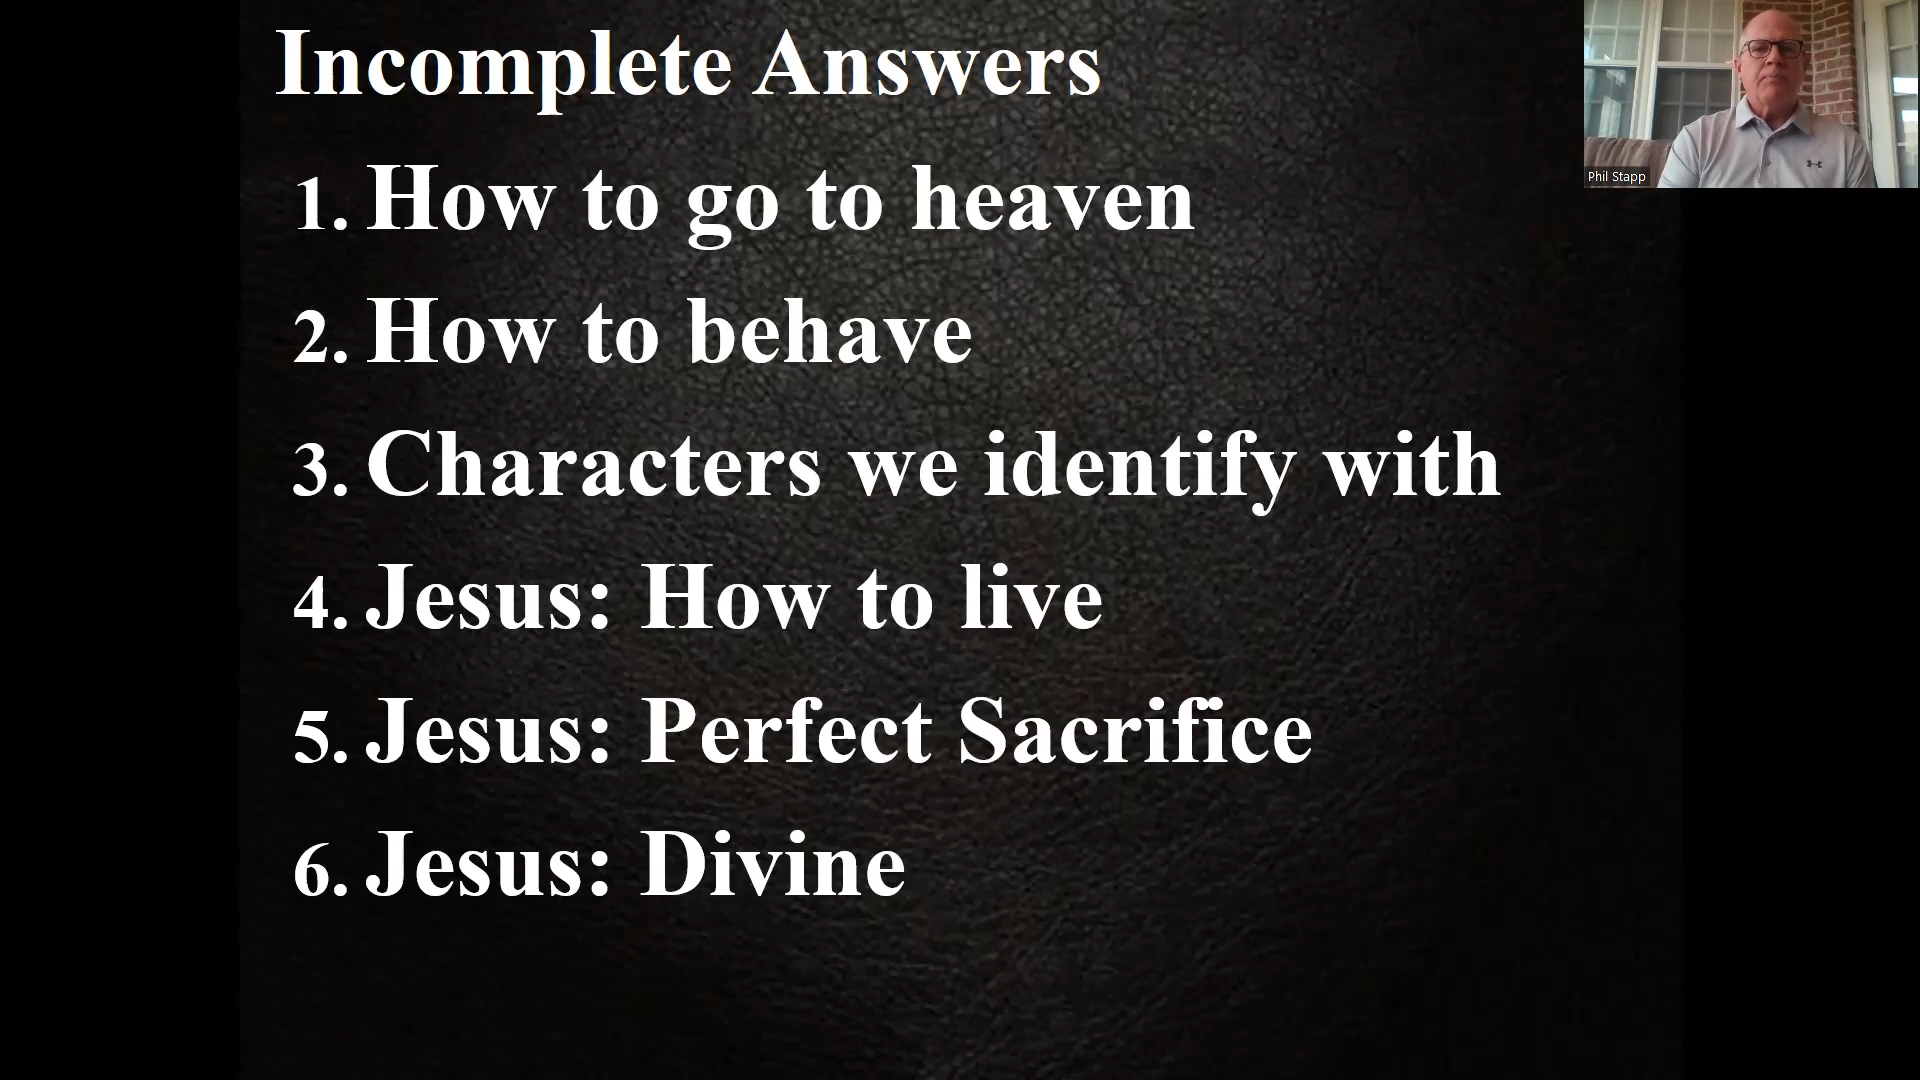 Incomplete Answers
1. How to go to heaven
2. How to behave
3. Characters we identify with
4. Jesus: How to live
5. Jesus: Perfect Sacrifice
6. Jesus: Divine
Phil Stapp